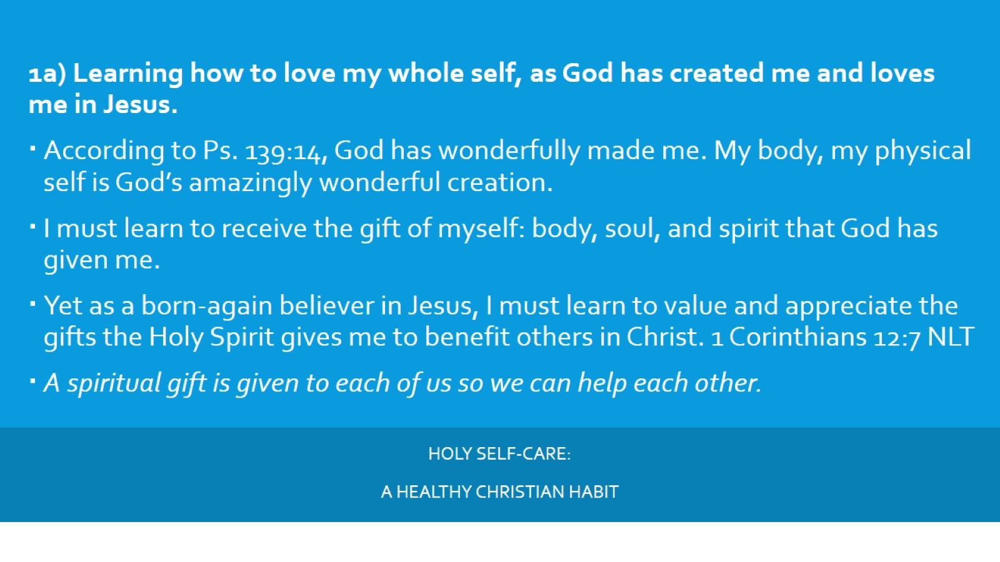 1a) Learning how to love my whole self, as God has created me and loves
me in Jesus.
▪ According to Ps. 139:14, God has wonderfully made me. My body, my physical
self is God’s amazingly wonderful creation.
▪ I must learn to receive the gift of myself: body, soul, and spirit that God has
given me.
▪ Yet as a born-again believer in Jesus, I must learn to value and appreciate the
gifts the Holy Spirit gives me to benefit others in Christ. 1 Corinthians 12:7 NLT
▪ A spiritual gift is given to each of us so we can help each other.
HOLY SELF-CARE:
A HEALTHY CHRISTIAN HABIT